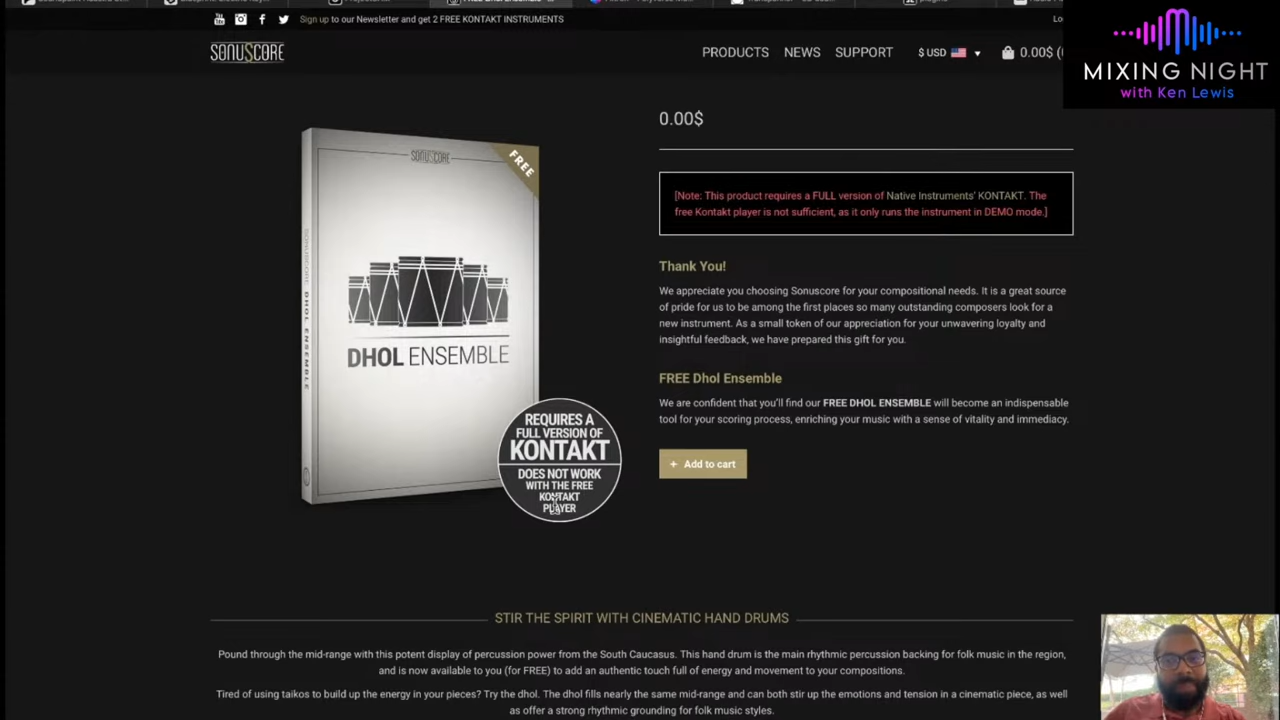 Sign up to our Newsletter and get 2 FREE KONTAKT INSTRUMENTS
SONUSCORE
PRODUCTS NEWS SUPPORT $ USD 0.00$
MIXING NIGHT
with Ken Lewis
0.00$
[Note: This product requires a FULL version of Native Instruments' KONTAKT. The
free Kontakt player is not sufficient, as it only runs the instrument in DEMO mode.]
SONUSCORE
FREE
SONUSCORE DHOL ENSEMBLE
DHOL ENSEMBLE
REQUIRES A
FULL VERSION OF
KONTAKT
DOES NOT WORK
WITH THE FREE
KONTAKT
PLAYER
Thank You!
We appreciate you choosing Sonuscore for your compositional needs. It is a great source
of pride for us to be among the first places so many outstanding composers look for a
new instrument. As a small token of our appreciation for your unwavering loyalty and
insightful feedback, we have prepared this gift for you.
FREE Dhol Ensemble
We are confident that you'll find our FREE DHOL ENSEMBLE will become an indispensable
tool for your scoring process, enriching your music with a sense of vitality and immediacy.
+ Add to cart
STIR THE SPIRIT WITH CINEMATIC HAND DRUMS
Pound through the mid-range with this potent display of percussion power from the South Caucasus. This hand drum is the main rhythmic percussion backing for folk music in the region,
and is now available to you (for FREE) to add an authentic touch full of energy and movement to your compositions.
Tired of using taikos to build up the energy in your pieces? Try the dhol. The dhol fills nearly the same mid-range and can both stir up the emotions and tension in a cinematic piece, as well
as offer a strong rhythmic grounding for folk music styles.